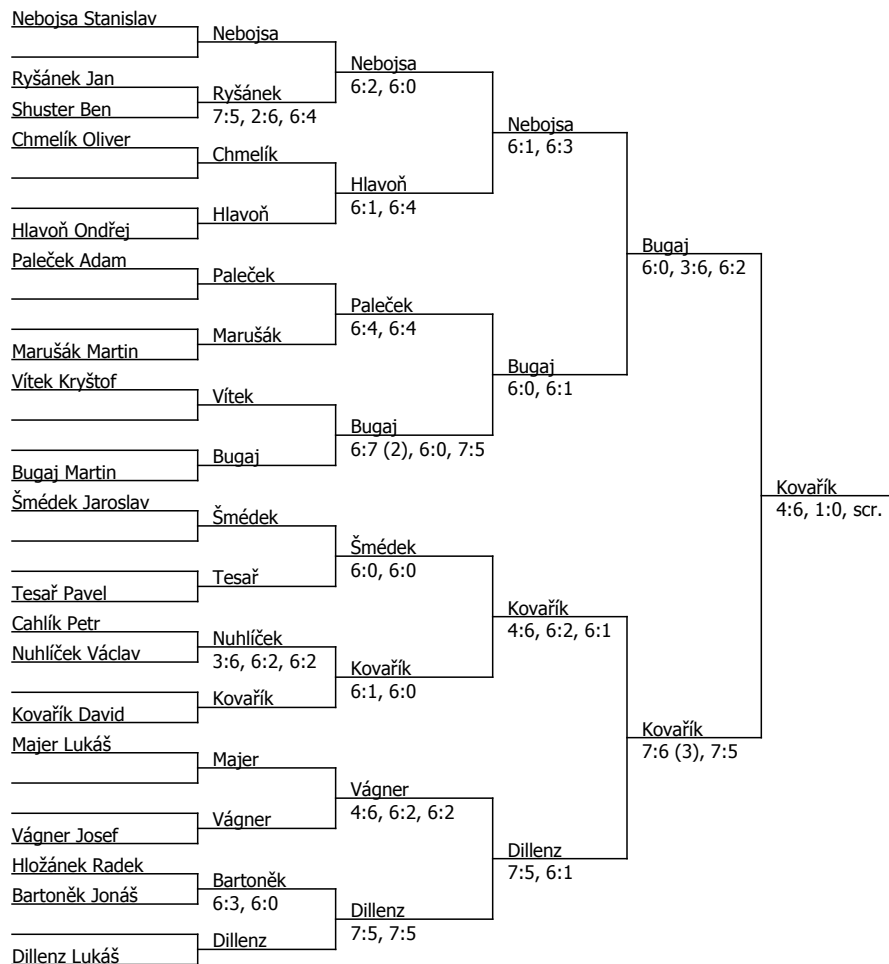 Nebojsa Stanislav
Ryšánek Jan
Shuster Ben
Chmelík Oliver
Hlavoň Ondřej
Paleček Adam
Marušák Martin
Vítek Kryštof
Bugaj Martin
Šmédek Jaroslav
Tesař Pavel
Cahlík Petr
Nuhlíček Václav
Kovařík David
Majer Lukáš
Vágner Josef
Hložánek Radek
Bartoněk Jonáš
Dillenz Lukáš
Nebojsa
Ryšánek
7:5, 2:6, 6:4
Chmelík
Hlavoň
Paleček
Marušák
Vítek
Bugaj
Šmédek
Tesař
Nuhlíček
3:6, 6:2, 6:2
Kovařík
Majer
Vágner
Bartoněk
6:3, 6:0
Dillenz
Nebojsa
6:2, 6:0
Hlavoň
6:1, 6:4
Paleček
6:4, 6:4
Bugaj
6:7 (2), 6:0, 7:5
Šmédek
6:0, 6:0
Kovařík
6:1, 6:0
Vágner
4:6, 6:2, 6:2
Dillenz
7:5, 7:5
Nebojsa
6:1, 6:3
Bugaj
6:0, 6:1
Kovařík
4:6, 6:2, 6:1
Dillenz
7:5, 6:1
Bugaj
6:0, 3:6, 6:2
Kovařík
7:6 (3), 7:5
Kovařík
4:6, 1:0, scr.